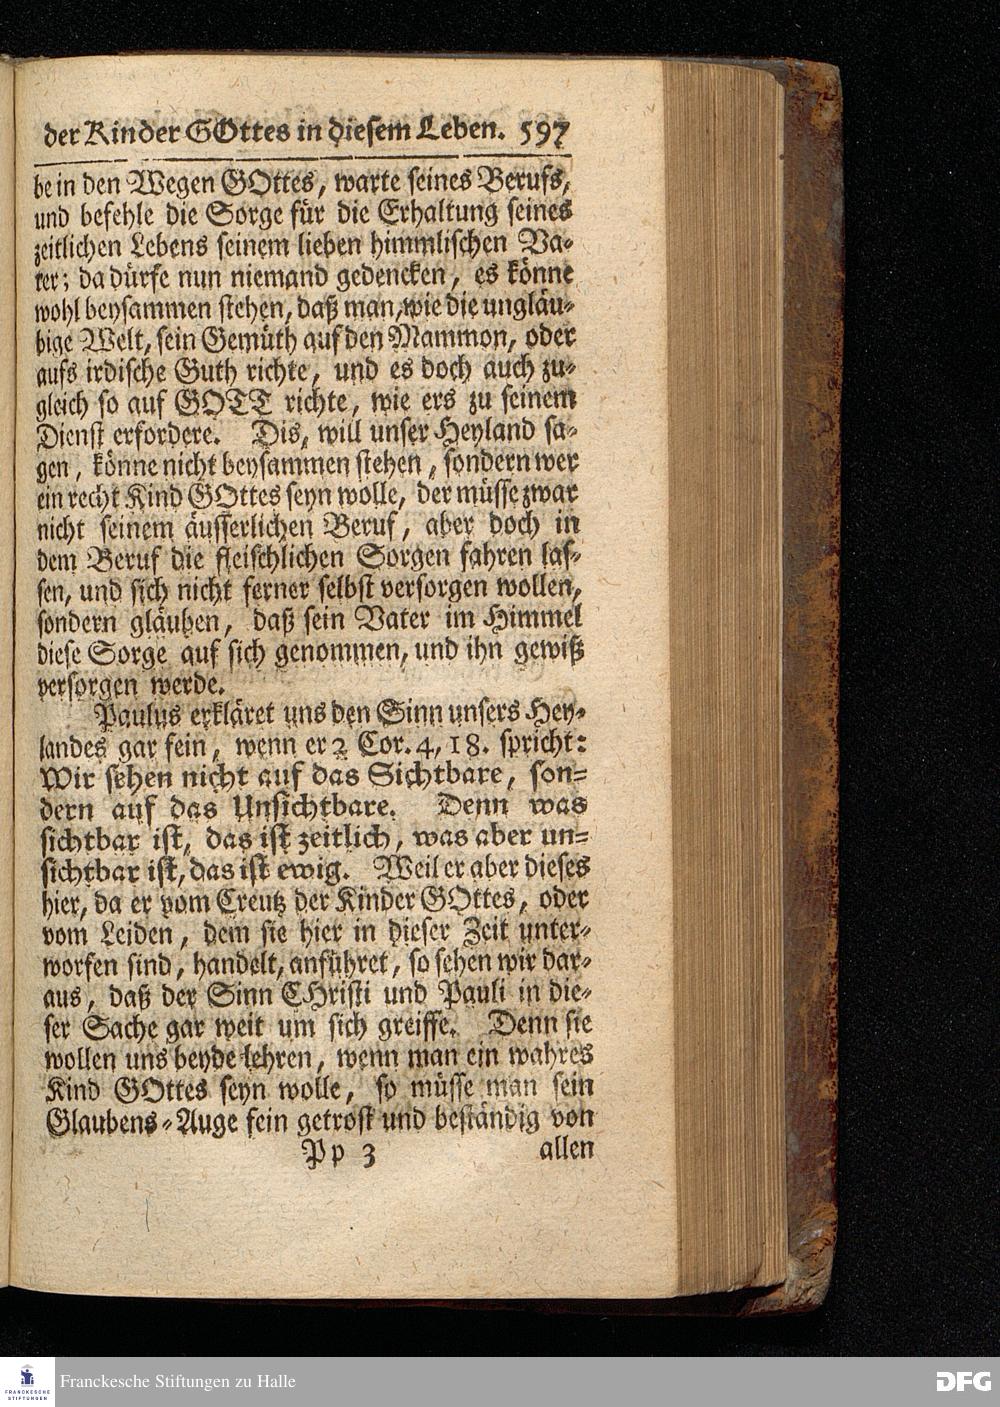 der Kinder GOttes in diesem Leben. 597
be in den Wegen GOttes, warte seines Berufs,
und befehle die Sorge für die Erhaltung seines
zeitlichen Lebens seinem lieben himmlischen Va-
ter; da dürfe nun niemand gedencken, es könne
wohl beysammen stehen, daß man, wie die ungläu-
bige Welt, sein Gemüth auf den Mammon, oder
aufs irdische Guth richte, und es doch auch zu-
gleich so auf GOTT richte, wie ers zu seinem
Dienst erfordere. Dis, will unser Heyland sa-
gen, könne nicht beysammen stehen, sondern wer
ein recht Kind GOttes seyn wolle, der müsse zwar
nicht seinem äusserlichen Beruf, aber doch in
dem Beruf die fleischlichen Sorgen fahren las-
sen, und sich nicht ferner selbst versorgen wollen,
sondern gläuben, daß sein Vater im Himmel
diese Sorge auf sich genommen, und ihn gewiß
versorgen werde.
Paulus erkläret uns den Sinn unsers Hey-
landes gar fein, wenn er 2 Cor. 4, 18. spricht:
Wir sehen nicht auf das Sichtbare, son-
dern auf das Unsichtbare. Denn was
sichtbar ist, das ist zeitlich, was aber un-
sichtbar ist, das ist ewig. Weil er aber dieses
hier, da er vom Creutz der Kinder GOttes, oder
vom Leiden, dem sie hier in dieser Zeit unter-
worfen sind, handelt, anführet, so sehen wir dar-
aus, daß der Sinn CHristi und Pauli in die-
ser Sache gar weit um sich greiffe. Denn sie
wollen uns beyde lehren, wenn man ein wahres
Kind GOttes seyn wolle, so müsse man sein
Glaubens-Auge fein getrost und beständig von
Pp 3 allen
FRANCKESCHE
STIFTUNGEN
Franckesche Stiftungen zu Halle
DFG